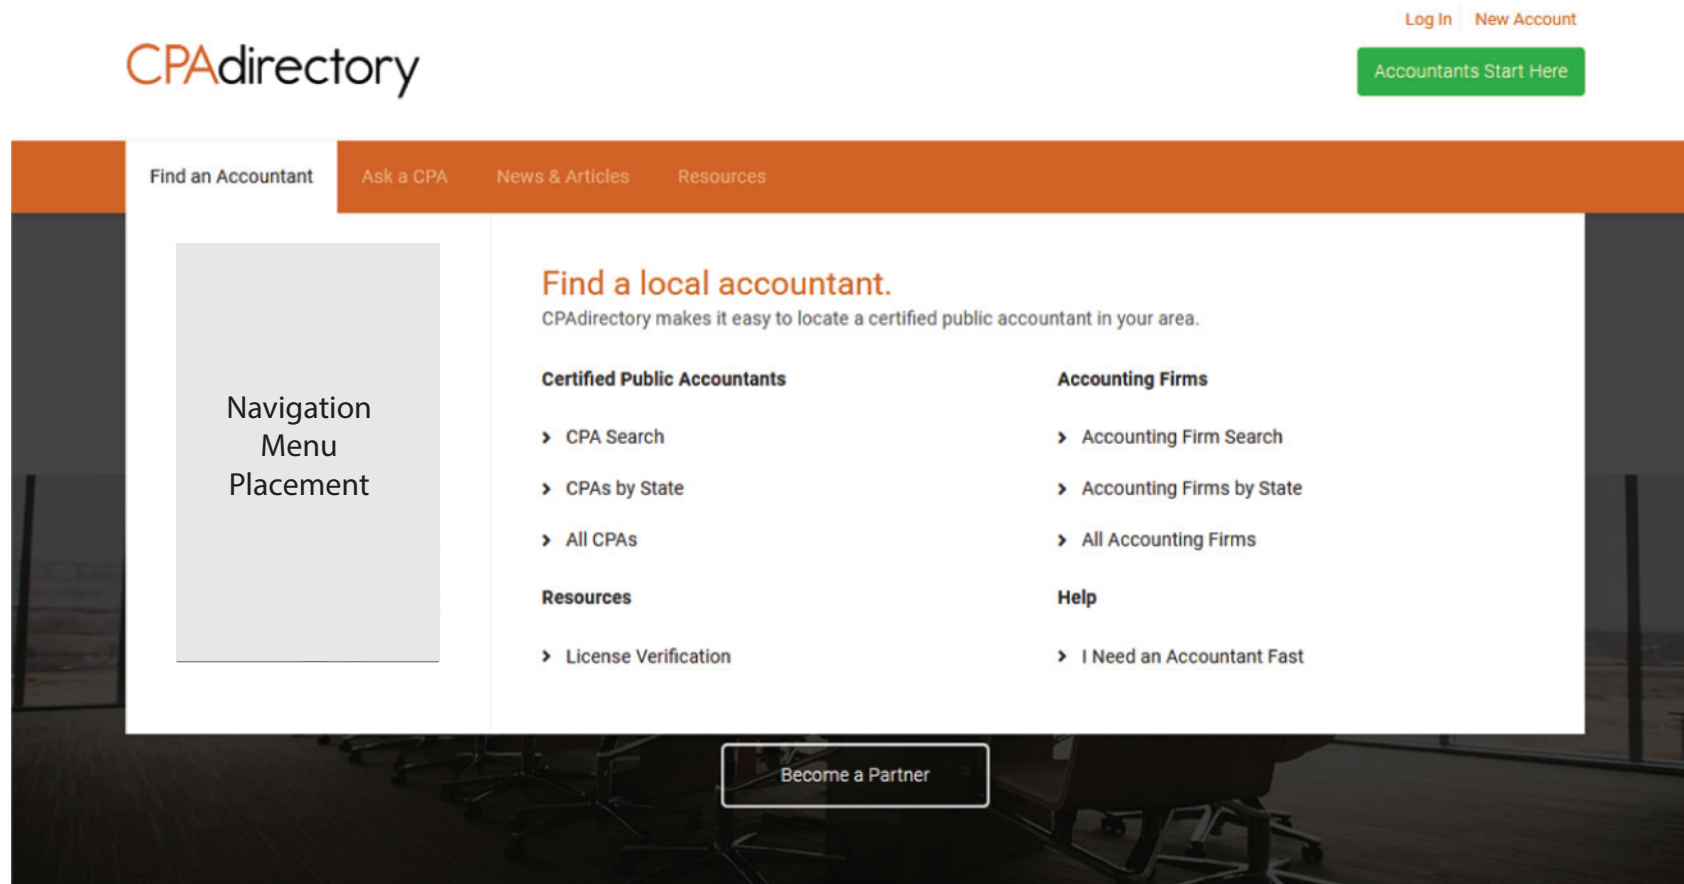 Log In New Account
CPAdirectory
Accountants Start Here
Find an Accountant Ask a CPA News & Articles Resources
Navigation
Menu
Placement
Find a local accountant.
CPAdirectory makes it easy to locate a certified public accountant in your area.
Certified Public Accountants
CPA Search
CPAs by State
All CPAs
Accounting Firms
Accounting Firm Search
Accounting Firms by State
All Accounting Firms
Resources
License Verification
Help
I Need an Accountant Fast
Become a Partner